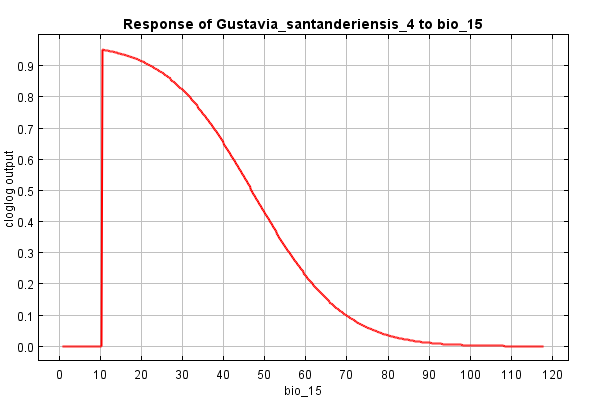 Response of Gustavia_santanderiensis_4 to bio_15
cloglog output
0.9
0.8
0.7
0.6
0.5
0.4
0.3
0.2
0.1
0.0
0 10 20 30 40 50 60 70 80 90 100 110 120
bio_15